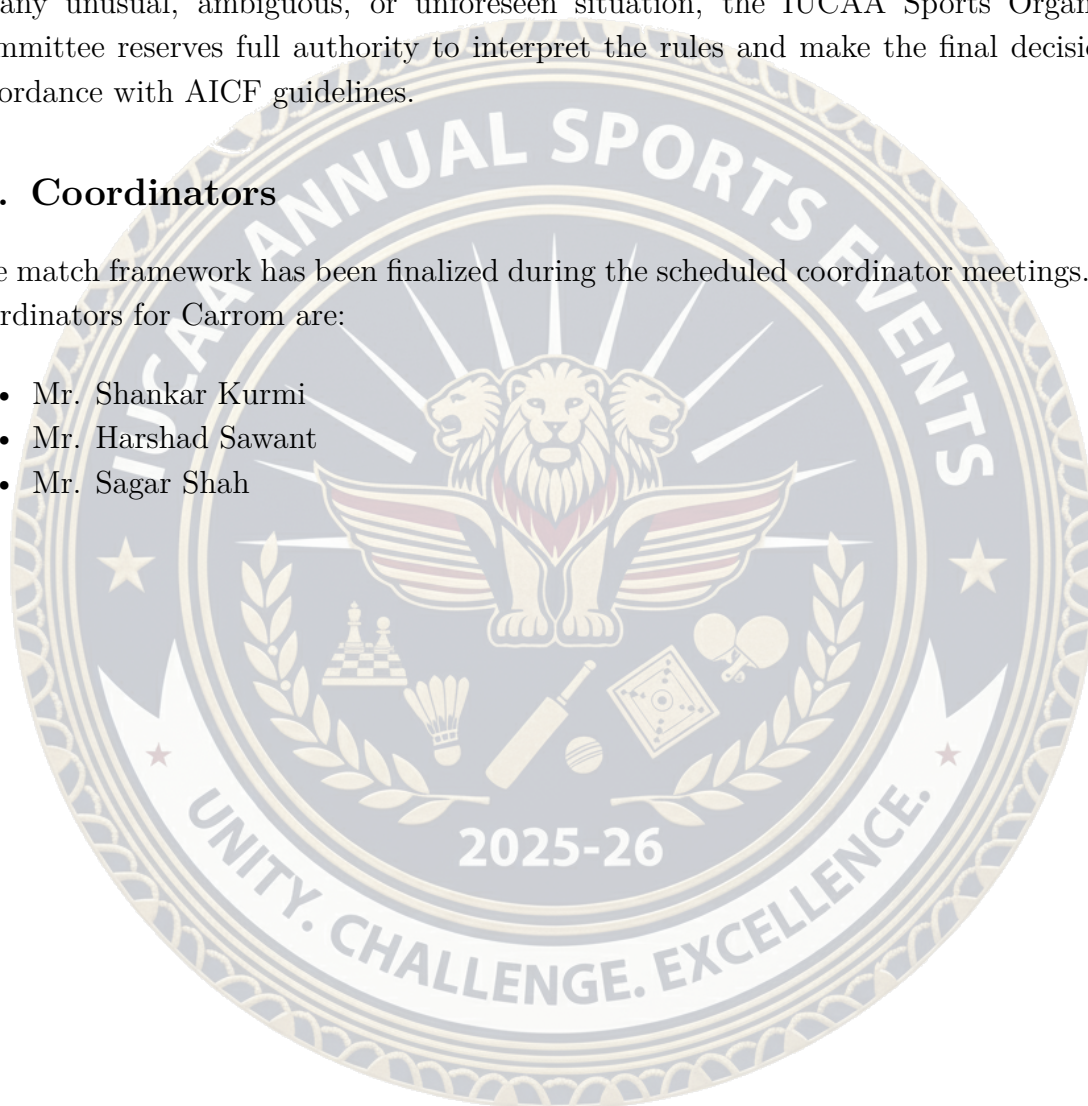 any unusual, ambiguous, or unforeseen situation, the IUCAA Sports Organ
mmittee reserves full authority to interpret the rules and make the final decisi
ordance with AICF guidelines.
. Coordinators
e match framework has been finalized during the scheduled coordinator meetings.
rdinators for Carrom are:
• Mr. Shankar Kurmi
• Mr. Harshad Sawant
• Mr. Sagar Shah
IUCAA ANNUAL SPORTS EVENTS
2025-26
UNITY. CHALLENGE. EXCELLENCE.